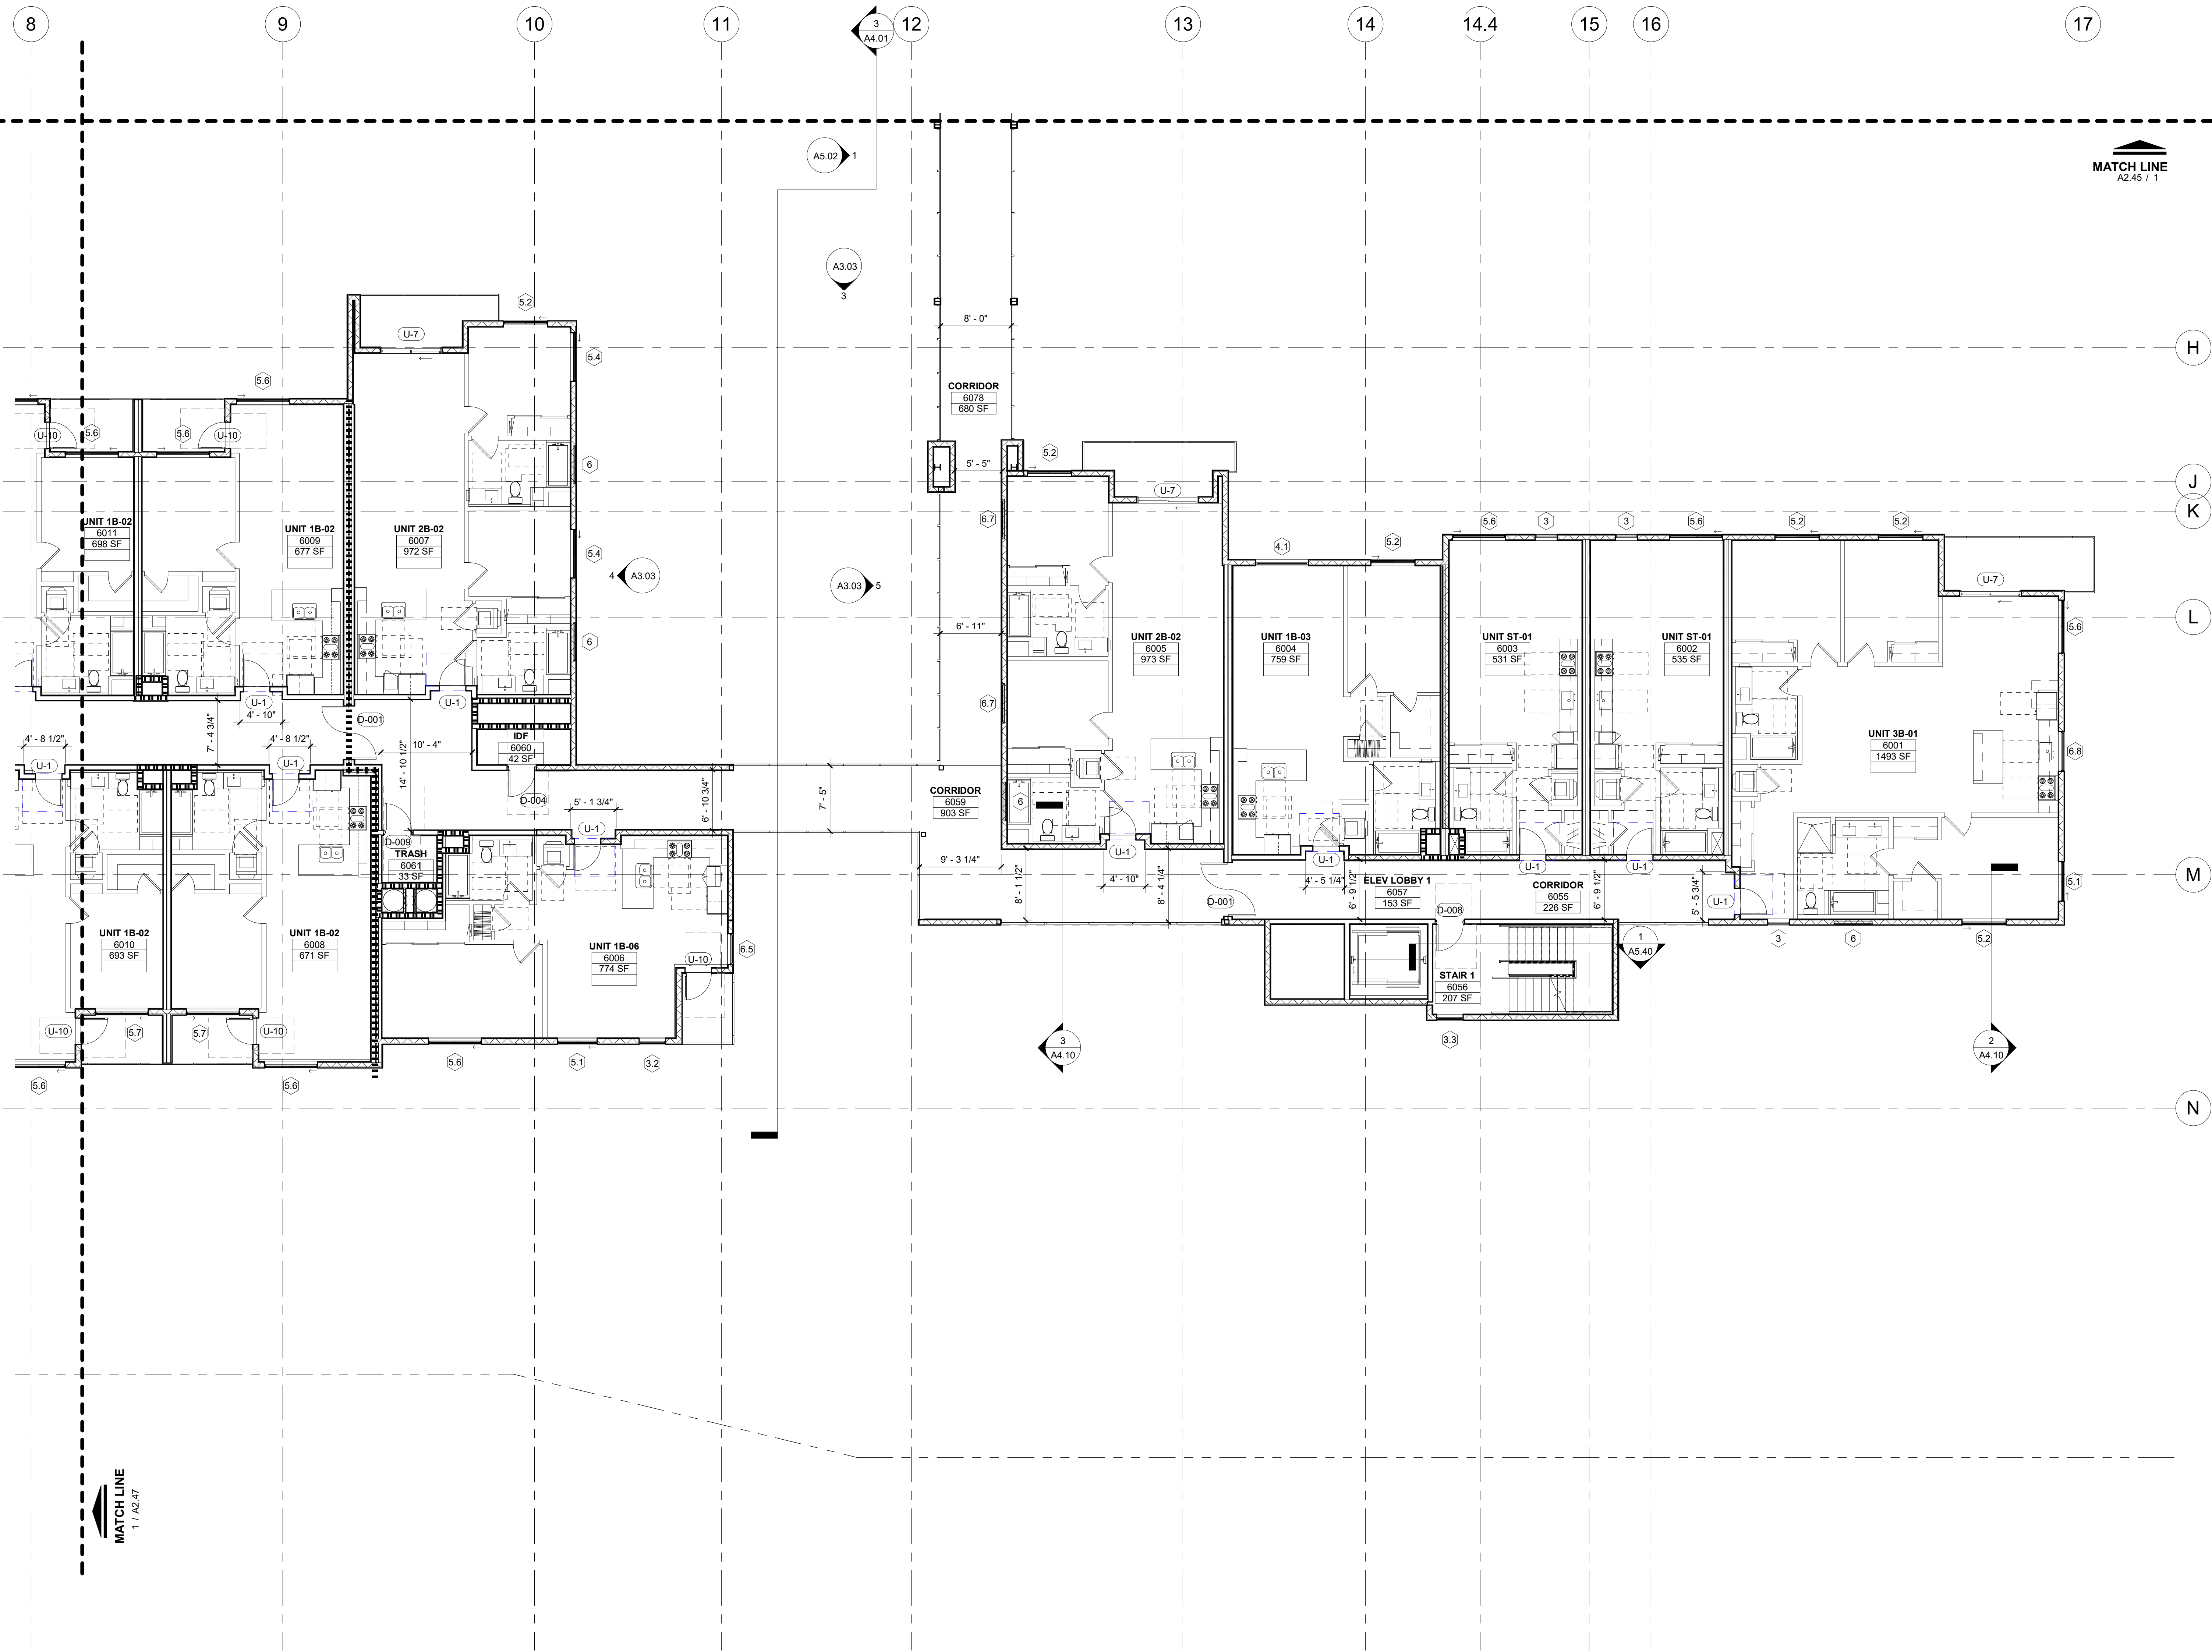 8
9
10
11
12
13
14
14.4
15
16
17
3
A4.01
A5.02
1
MATCH LINE
A2.45 / 1
A3.03
3
5.2
8' - 0"
U-7
H
5.4
5.6
CORRIDOR
6078
680 SF
U-10
5.6
5.6
U-10
5.2
6
5' - 5"
U-7
J
K
UNIT 1B-02
6011
698 SF
UNIT 1B-02
6009
677 SF
UNIT 2B-02
6007
972 SF
6.7
5.6
3
3
5.6
5.2
5.2
5.4
4
A3.03
A3.03
5
4.1
5.2
U-7
L
6' - 11"
6
UNIT 2B-02
6005
973 SF
UNIT 1B-03
6004
759 SF
UNIT ST-01
6003
531 SF
UNIT ST-01
6002
535 SF
5.6
U-1
4' - 10"
U-1
6.7
D-001
7' - 4 3/4"
4' - 8 1/2"
4' - 8 1/2"
14' - 10 1/2"
10' - 4"
IDF
6060
42 SF
UNIT 3B-01
6001
1493 SF
6.8
U-1
U-1
D-004
5' - 1 3/4"
6' - 10 3/4"
7' - 5"
CORRIDOR
6059
903 SF
6
U-1
D-009
TRASH
6061
33 SF
U-1
9' - 3 1/4"
8' - 1 1/2"
4' - 10"
8' - 4 1/4"
D-001
U-1
4' - 5 1/4"
6' - 9 1/2"
ELEV LOBBY 1
6057
153 SF
U-1
CORRIDOR
6055
226 SF
U-1
6' - 9 1/2"
5' - 5 3/4"
U-1
M
5.1
D-008
UNIT 1B-02
6010
693 SF
UNIT 1B-02
6008
671 SF
UNIT 1B-06
6006
774 SF
6.5
U-10
1
A5.40
3
6
5.2
STAIR 1
6056
207 SF
U-10
5.7
5.7
U-10
5.6
5.1
3.2
3
A4.10
3.3
2
A4.10
5.6
5.6
N
MATCH LINE
1 / A2.47